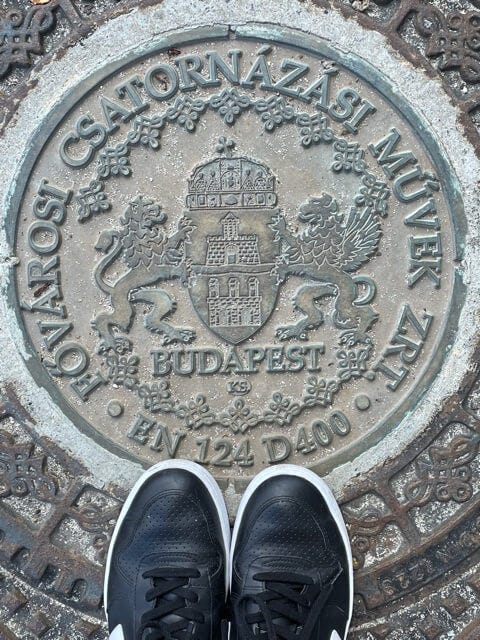 FŐVÁROSI CSATORNÁZÁSI MŰVEK ZRT
BUDAPEST
KS
EN 124 D400